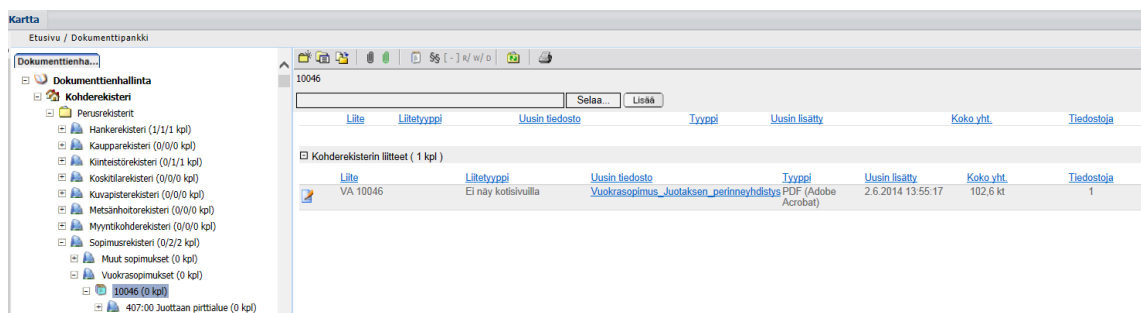 Kartta
Etusivu / Dokumenttipankki
Dokumenttienha...
Dokumenttienhallinta
Kohderekisteri
Perusrekisterit
Hankerekisteri (1/1/1 kpl)
Kaupparekisteri (0/0/0 kpl)
Kiinteistörekisteri (0/1/1 kpl)
Koskitilarekisteri (0/0/0 kpl)
Kuvapisterekisteri (0/0/0 kpl)
Metsänhoitorekisteri (0/0/0 kpl)
Myyntikohderekisteri (0/0/0 kpl)
Sopimusrekisteri (0/2/2 kpl)
Muut sopimukset (0 kpl)
Vuokrasopimukset (0 kpl)
10046 (0 kpl)
407:00 Juottaan pirttialue (0 kpl)
§§ [ - ] R/ W/ D
10046
Selaa... Lisää
Liite Liitetyyppi Uusin tiedosto Tyyppi Uusin lisätty Koko yht. Tiedostoja
Kohderekisterin liitteet ( 1 kpl )
Liite Liitetyyppi Uusin tiedosto Tyyppi Uusin lisätty Koko yht. Tiedostoja
VA 10046 Ei näy kotisivuilla Vuokrasopimus_Juotaksen_perinneyhdistys PDF (Adobe 2.6.2014 13:55:17 102,6 kt 1
Acrobat)